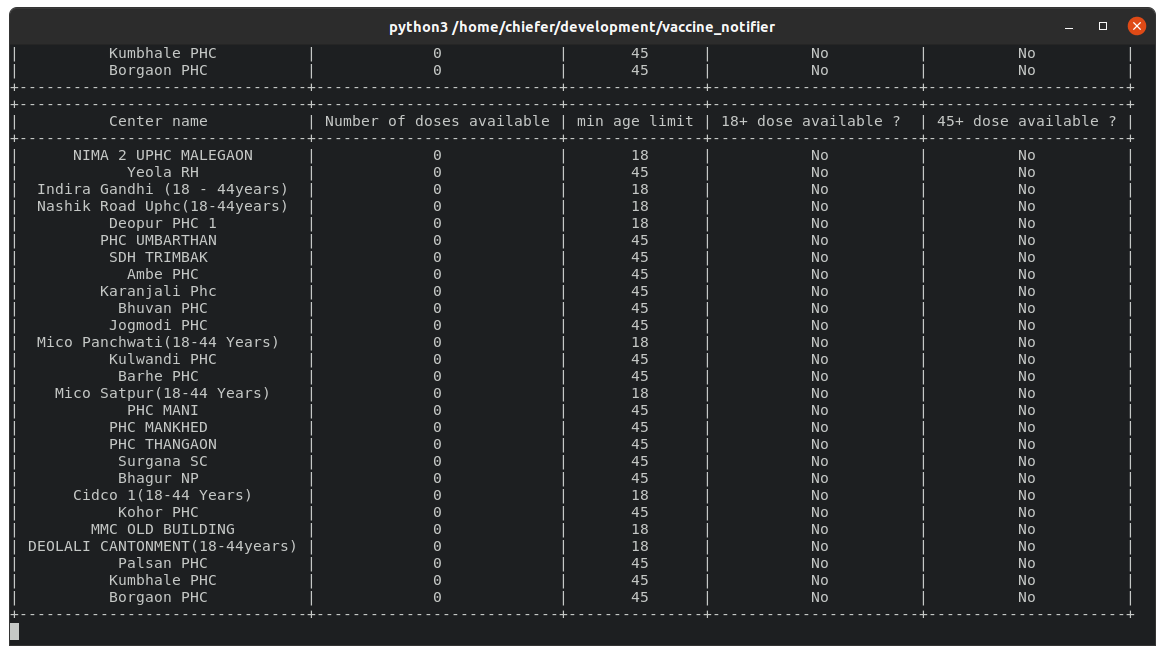 python3 /home/chiefer/development/vaccine_notifier
| Kumbhale PHC | 0 | 45 | No | No |
| Borgaon PHC | 0 | 45 | No | No |
| Center name | Number of doses available | min age limit | 18+ dose available ? | 45+ dose available ? |
| NIMA 2 UPHC MALEGAON | 0 | 18 | No | No |
| Yeola RH | 0 | 45 | No | No |
| Indira Gandhi (18 - 44years) | 0 | 18 | No | No |
| Nashik Road Uphc(18-44years) | 0 | 18 | No | No |
| Deopur PHC 1 | 0 | 18 | No | No |
| PHC UMBARTHAN | 0 | 45 | No | No |
| SDH TRIMBAK | 0 | 45 | No | No |
| Ambe PHC | 0 | 45 | No | No |
| Karanjali Phc | 0 | 45 | No | No |
| Bhuvan PHC | 0 | 45 | No | No |
| Jogmodi PHC | 0 | 45 | No | No |
| Mico Panchwati(18-44 Years) | 0 | 18 | No | No |
| Kulwandi PHC | 0 | 45 | No | No |
| Barhe PHC | 0 | 45 | No | No |
| Mico Satpur(18-44 Years) | 0 | 18 | No | No |
| PHC MANI | 0 | 45 | No | No |
| PHC MANKHED | 0 | 45 | No | No |
| PHC THANGAON | 0 | 45 | No | No |
| Surgana SC | 0 | 45 | No | No |
| Bhagur NP | 0 | 45 | No | No |
| Cidco 1(18-44 Years) | 0 | 18 | No | No |
| Kohor PHC | 0 | 45 | No | No |
| MMC OLD BUILDING | 0 | 18 | No | No |
| DEOLALI CANTONMENT(18-44years) | 0 | 18 | No | No |
| Palsan PHC | 0 | 45 | No | No |
| Kumbhale PHC | 0 | 45 | No | No |
| Borgaon PHC | 0 | 45 | No | No |